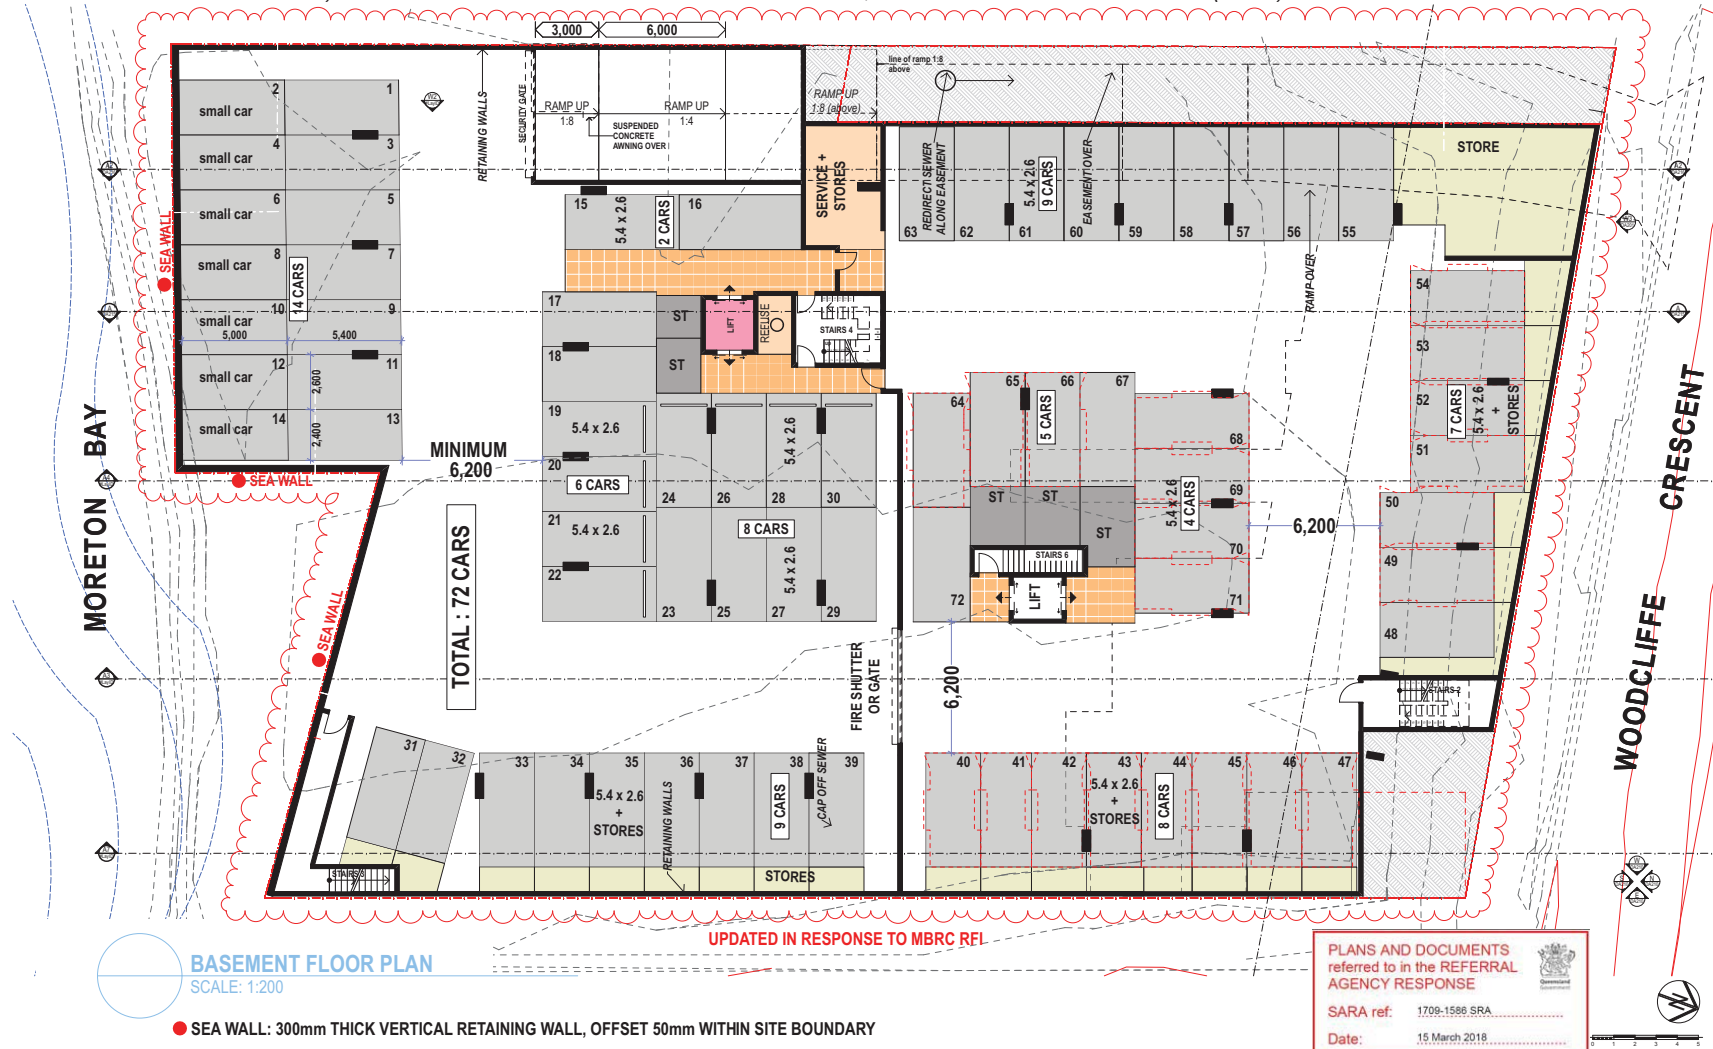 3,000
6,000
2
1
small car
4
3
small car
6
5
small car
8
7
small car
10
9
small car
5,000
5,400
12
11
small car
14
13
small car
2,600
2,400
14 CARS
SEA WALL
SEA WALL
SEA WALL
MORETON BAY
RETAINING WALLS
SECURITY GATE
RAMP UP
1:8
RAMP UP
1:4
SUSPENDED
CONCRETE
AWNING OVER
RAMP UP
1:8 (above)
line of ramp 1:8
above
SERVICE +
STORES
15
16
5.4 x 2.6
2 CARS
REDIRECT SEWER
ALONG EASEMENT
5.4 x 2.6
9 CARS
EASEMENT OVER
63
62
61
60
59
58
57
56
55
STORE
RAMP OVER
17
18
ST
ST
LIFT
STAIRS 4
19
5.4 x 2.6
20
6 CARS
21
5.4 x 2.6
22
MINIMUM
6,200
TOTAL : 72 CARS
24
26
28
30
5.4 x 2.6
8 CARS
5.4 x 2.6
23
25
27
29
64
65
66
67
5 CARS
68
69
70
71
5.4 x 2.6
4 CARS
ST
ST
ST
STAIRS 6
LIFT
72
6,200
6,200
54
53
52
51
7 CARS
5.4 x 2.6
+
STORES
50
49
48
STAIRS 2
WOODCLIFFE CRESCENT
FIRE SHUTTER
OR GATE
31
32
33
34
35
36
37
38
39
5.4 x 2.6
+
STORES
RETAINING WALLS
9 CARS
CAP OFF SEWER
STORES
STAIRS 3
40
41
42
43
44
45
46
47
5.4 x 2.6
+
STORES
8 CARS
UPDATED IN RESPONSE TO MBRC RFI
BASEMENT FLOOR PLAN
SCALE: 1:200
SEA WALL: 300mm THICK VERTICAL RETAINING WALL, OFFSET 50mm WITHIN SITE BOUNDARY
PLANS AND DOCUMENTS
referred to in the REFERRAL
AGENCY RESPONSE
Queensland
Government
SARA ref: 1709-1586 SRA
Date: 15 March 2018
0 1 2 3 4 5